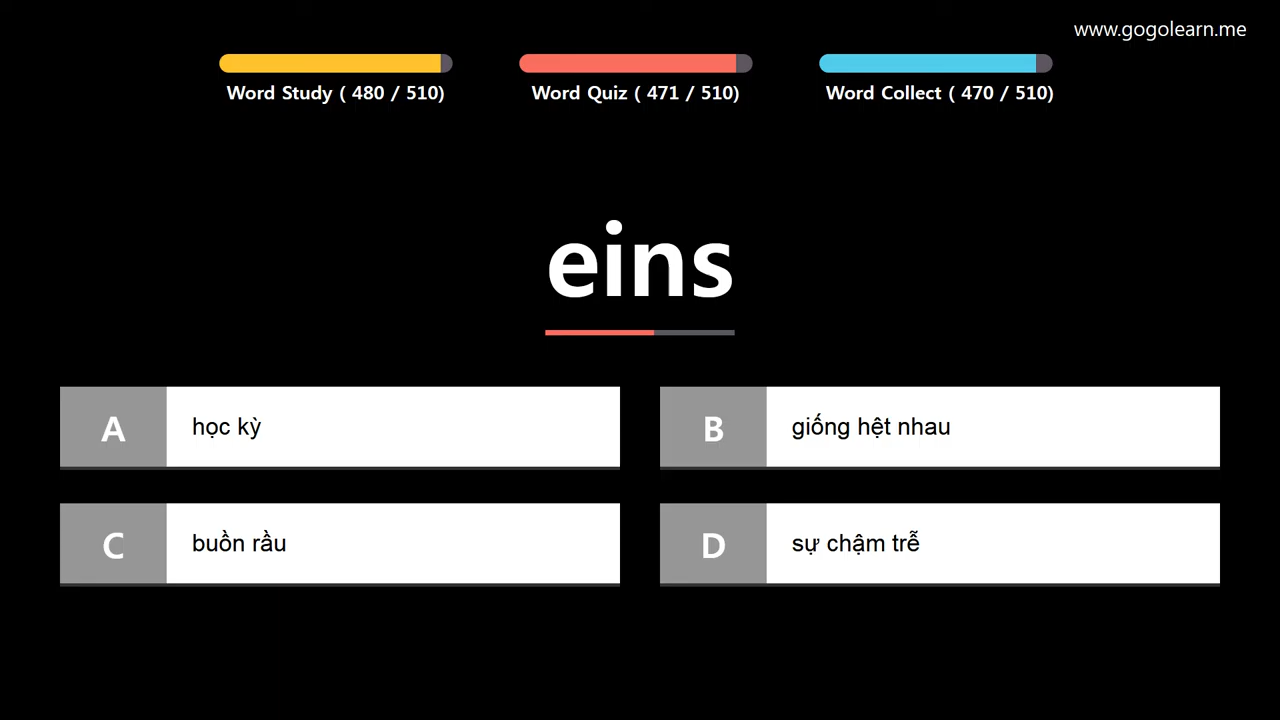 www.gogolearn.me
Word Study ( 480 / 510)
Word Quiz ( 471 / 510)
Word Collect ( 470 / 510)
eins
A học kỳ
B giống hệt nhau
C buồn rầu
D sự chậm trễ